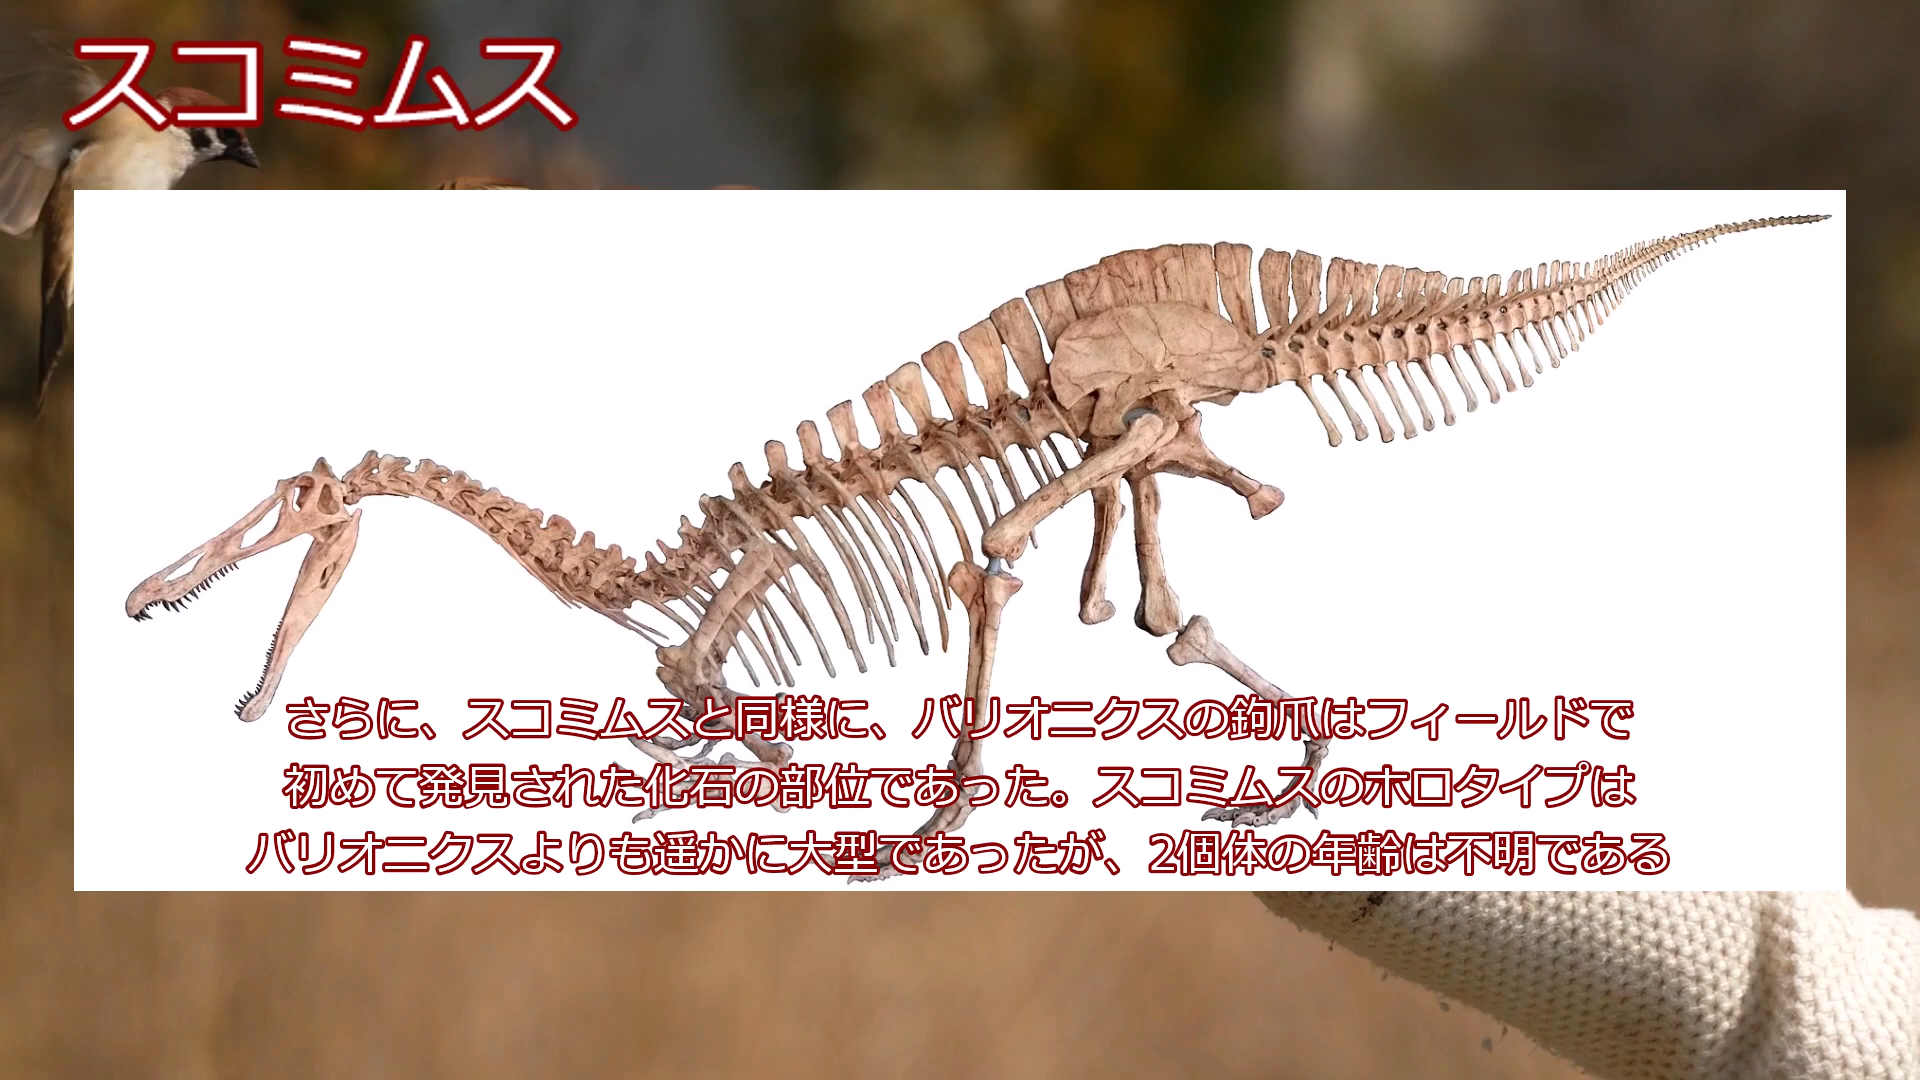 スコミムス
さらに、スコミムスと同様に、バリオニクスの鉤爪はフィールドで
初めて発見された化石の部位であった。スコミムスのホロタイプは
バリオニクスよりも遥かに大型であったが、2個体の年齢は不明である